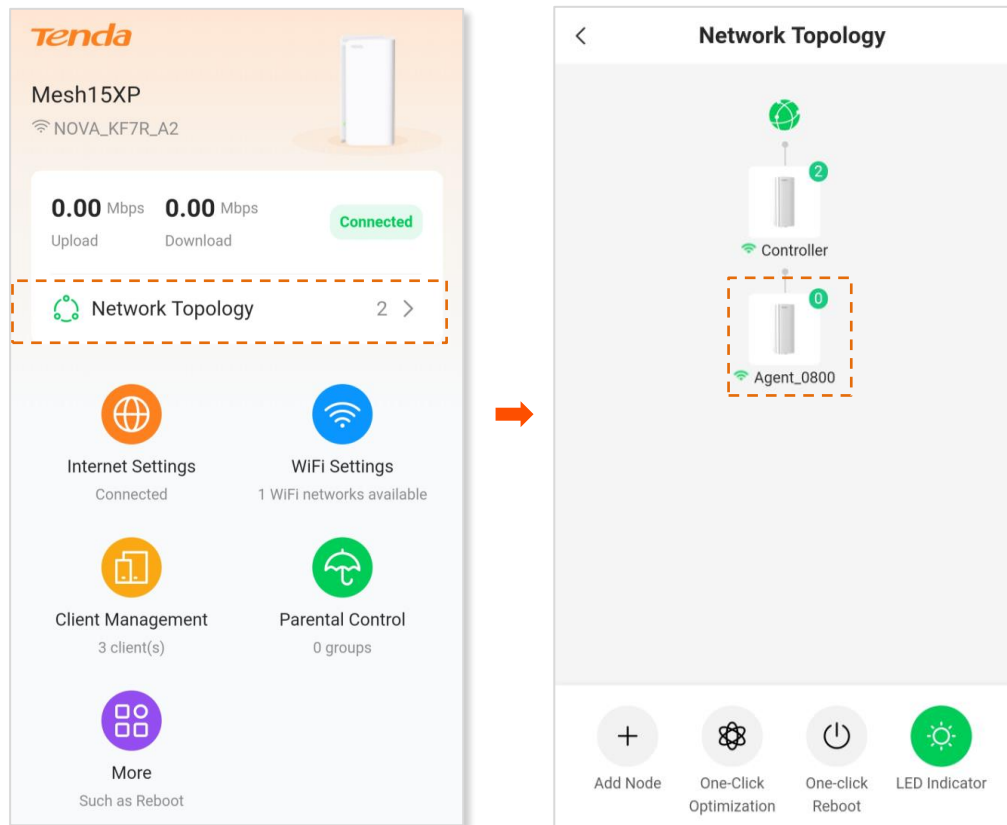 Tenda
Mesh15XP
NOVA_KF7R_A2
0.00 Mbps 0.00 Mbps
Upload Download
Connected
Network Topology 2
Internet Settings
Connected
WiFi Settings
1 WiFi networks available
Client Management
3 client(s)
Parental Control
0 groups
More
Such as Reboot
Network Topology
2
Controller
0
Agent_0800
Add Node
One-Click
Optimization
One-click
Reboot
LED Indicator